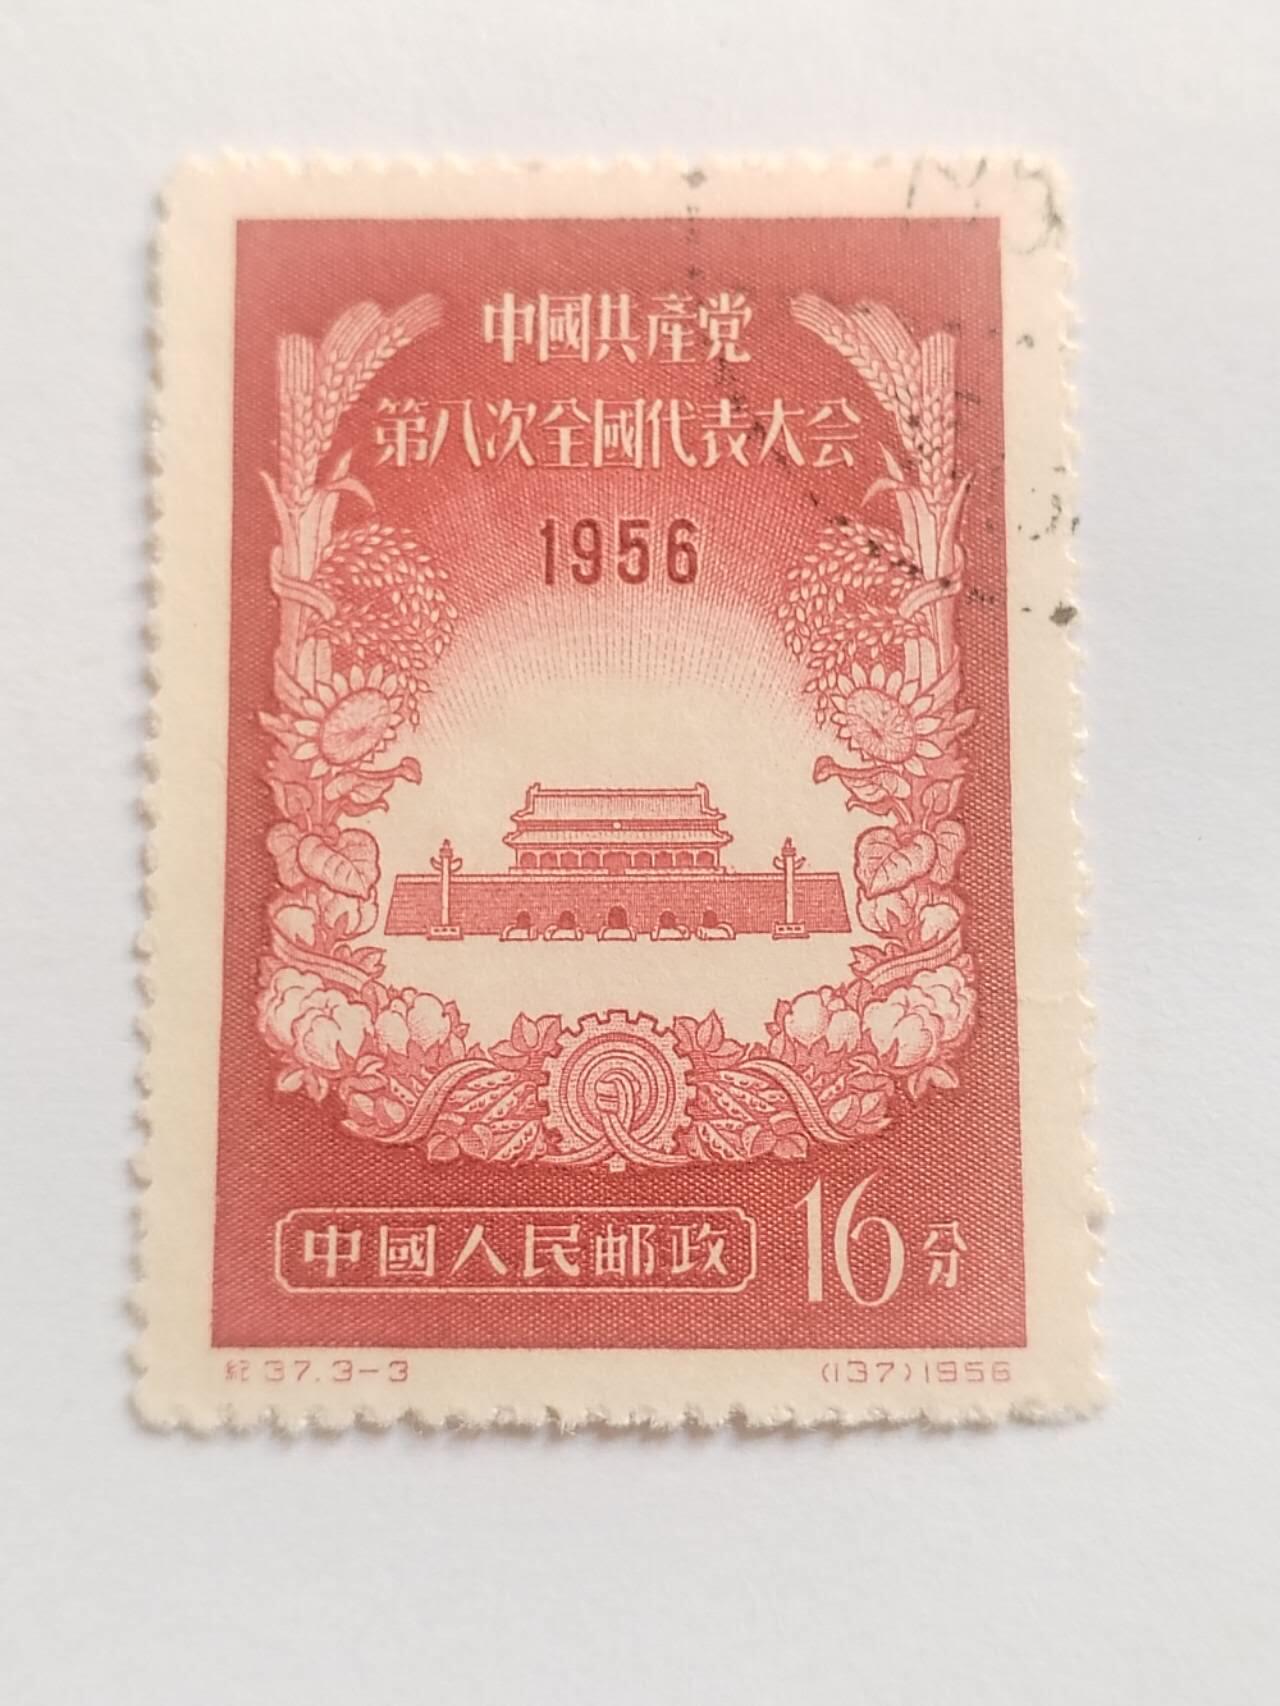 中國共產党
第八次全國代表大会
1956
中國人民邮政 16分
紀37.3-3 (137)1956